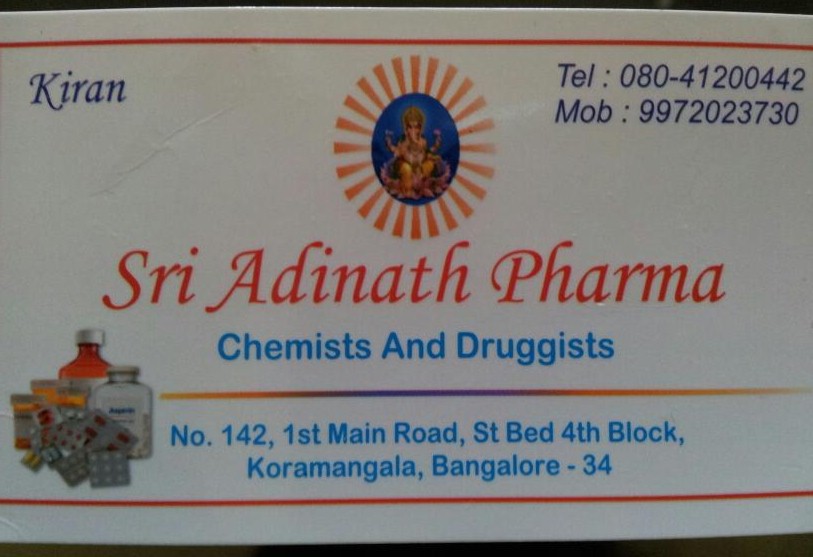 Kiran
Tel : 080-41200442
Mob : 9972023730
Sri Adinath Pharma
Chemists And Druggists
Aspirin
No. 142, 1st Main Road, St Bed 4th Block,
Koramangala, Bangalore - 34